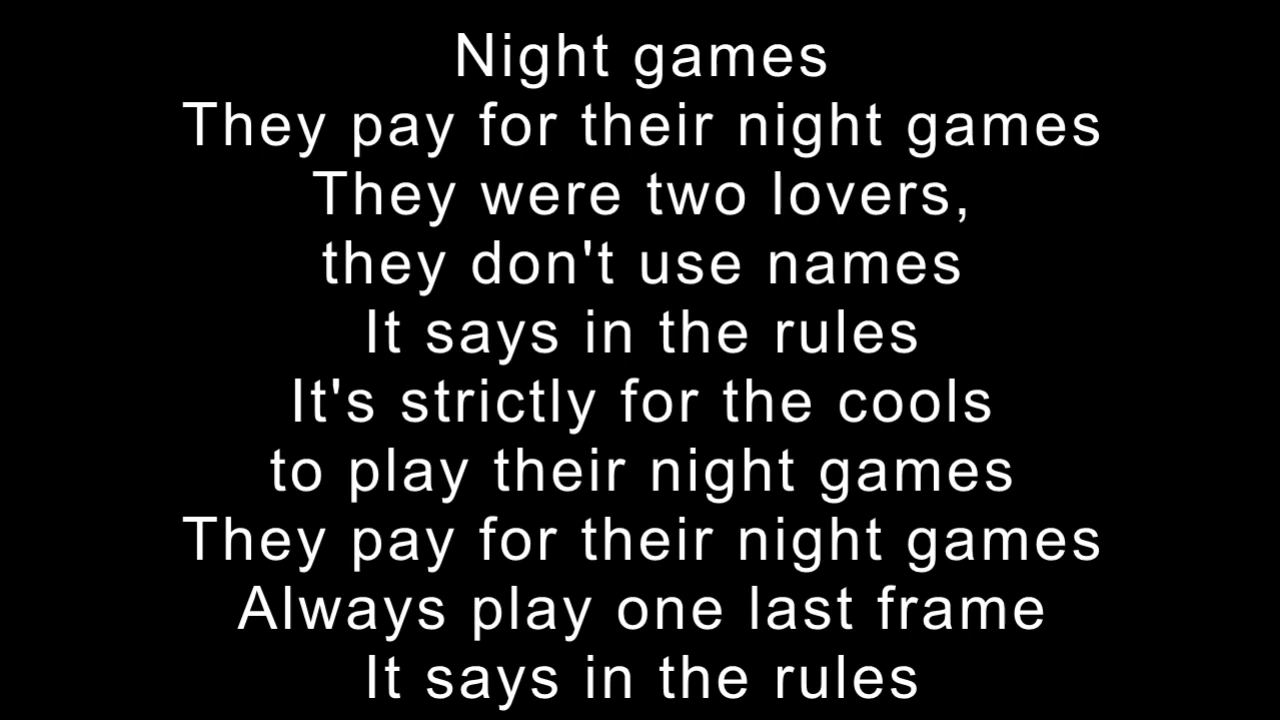 Night games
They pay for their night games
They were two lovers,
they don't use names
It says in the rules
It's strictly for the cools
to play their night games
They pay for their night games
Always play one last frame
It says in the rules